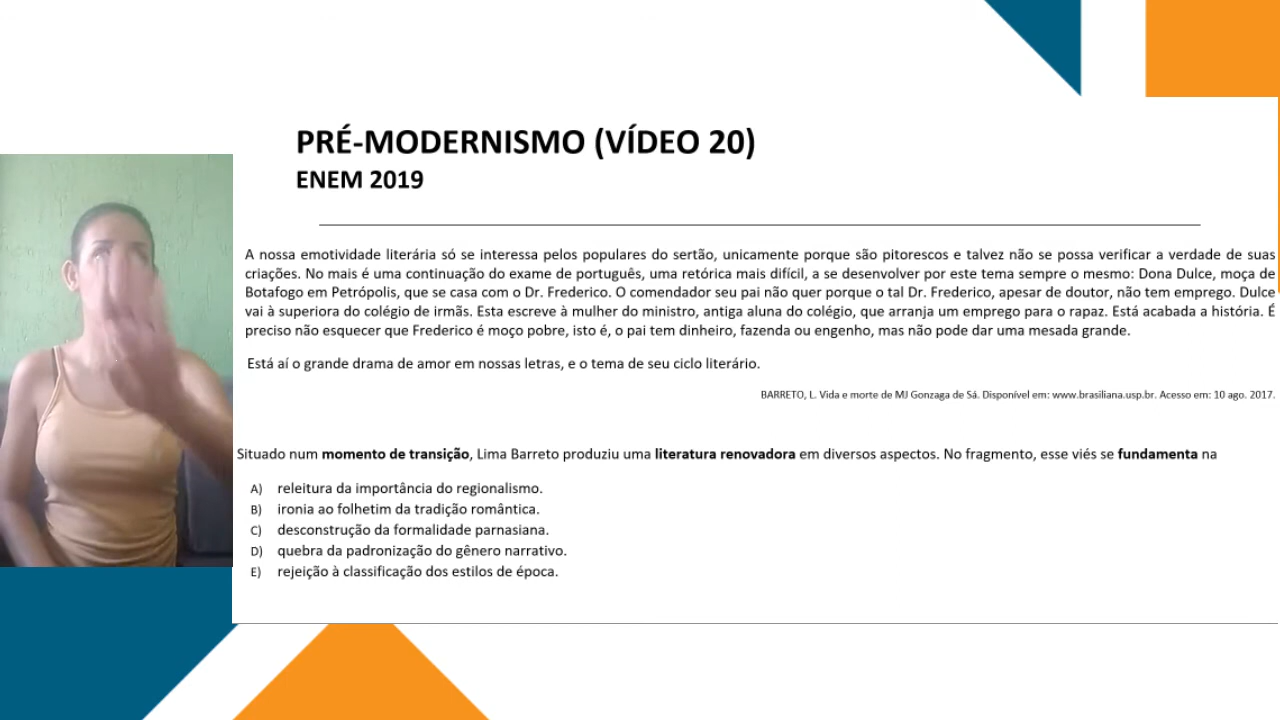 PRÉ-MODERNISMO (VÍDEO 20)
ENEM 2019
A nossa emotividade literária só se interessa pelos populares do sertão, unicamente porque são pitorescos e talvez não se possa verificar a verdade de suas
criações. No mais é uma continuação do exame de português, uma retórica mais difícil, a se desenvolver por este tema sempre o mesmo: Dona Dulce, moça de
Botafogo em Petrópolis, que se casa com o Dr. Frederico. O comendador seu pai não quer porque o tal Dr. Frederico, apesar de doutor, não tem emprego. Dulce
vai à superiora do colégio de irmãs. Esta escreve à mulher do ministro, antiga aluna do colégio, que arranja um emprego para o rapaz. Está acabada a história. É
preciso não esquecer que Frederico é moço pobre, isto é, o pai tem dinheiro, fazenda ou engenho, mas não pode dar uma mesada grande.
Está aí o grande drama de amor em nossas letras, e o tema de seu ciclo literário.
BARRETO, L. Vida e morte de MJ Gonzaga de Sá. Disponível em: www.brasiliana.usp.br. Acesso em: 10 ago. 2017.
Situado num momento de transição, Lima Barreto produziu uma literatura renovadora em diversos aspectos. No fragmento, esse viés se fundamenta na
A) releitura da importância do regionalismo.
B) ironia ao folhetim da tradição romântica.
C) desconstrução da formalidade parnasiana.
D) quebra da padronização do gênero narrativo.
E) rejeição à classificação dos estilos de época.